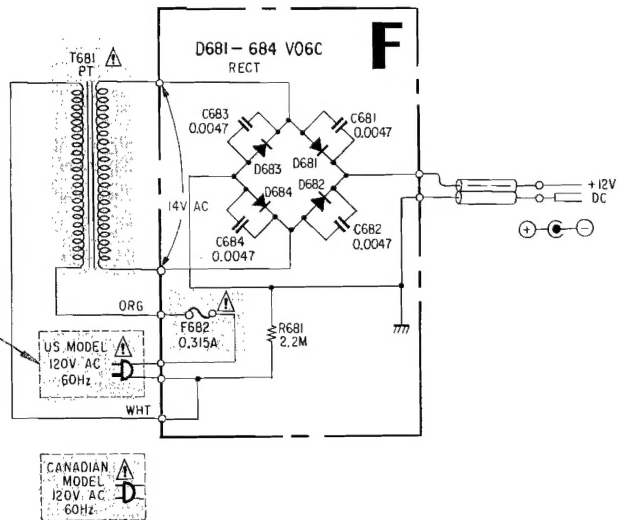 D681-684 V06C
RECT
F
T681
PT
C683
0.0047
C681
0.0047
D683
D681
D684
D682
14V AC
C684
0.0047
C682
0.0047
+12V
DC
+
-
ORG
F682
0.315A
R681
2.2M
US MODEL
120V AC
60Hz
WHT
CANADIAN
MODEL
120V AC
60Hz